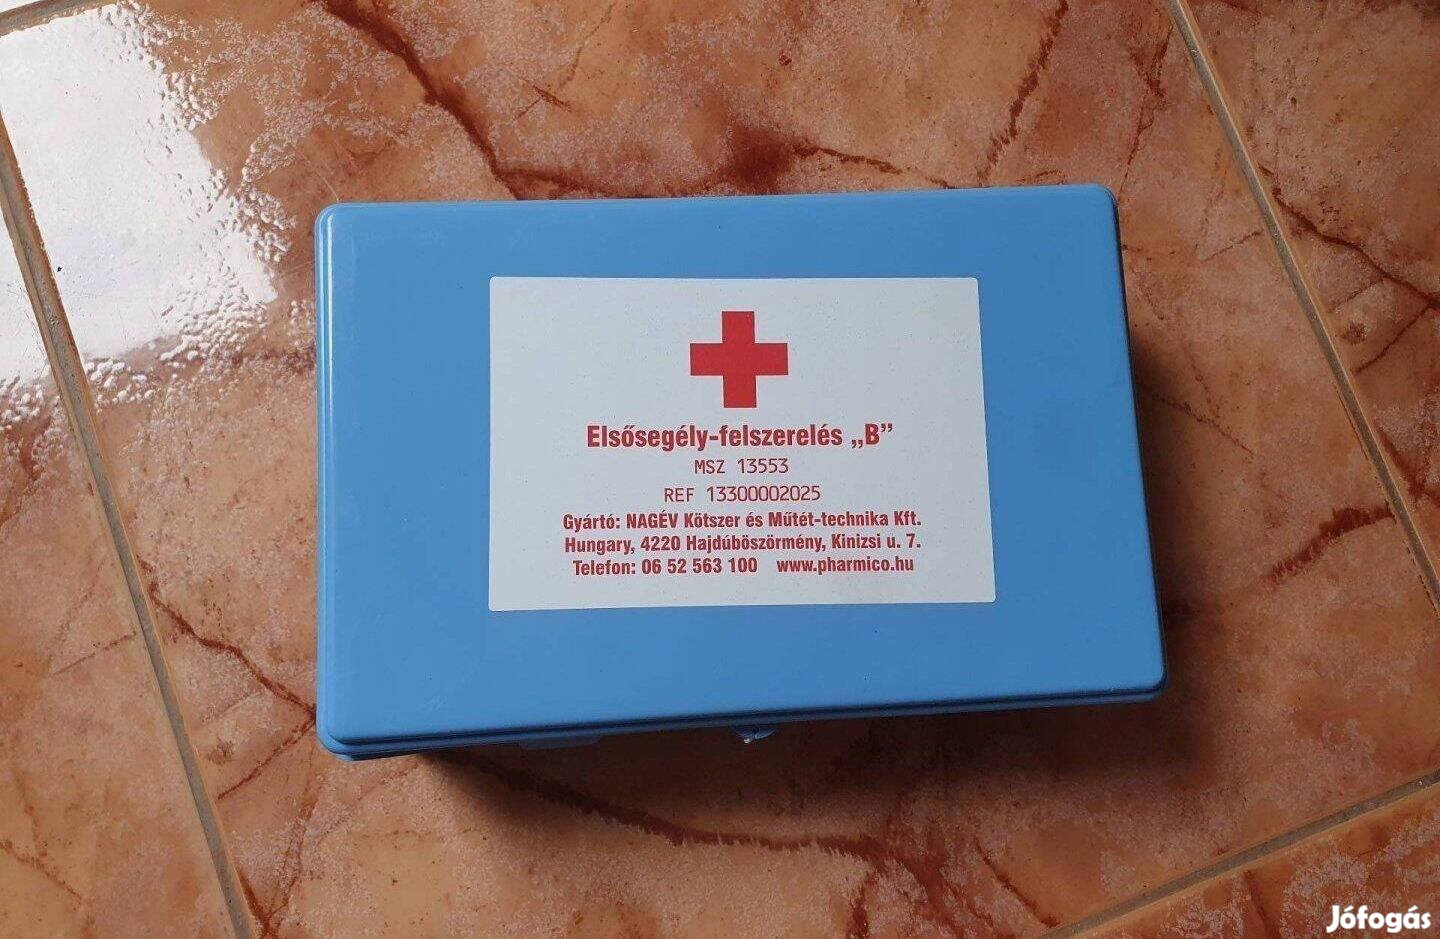 Elsősegély-felszerelés „B”
MSZ 13553
REF 13300002025
Gyártó: NAGÉV Kötszer és Műtét-technika Kft.
Hungary, 4220 Hajdúböszörmény, Kinizsi u. 7.
Telefon: 06 52 563 100 www.pharmico.hu
Jófogás